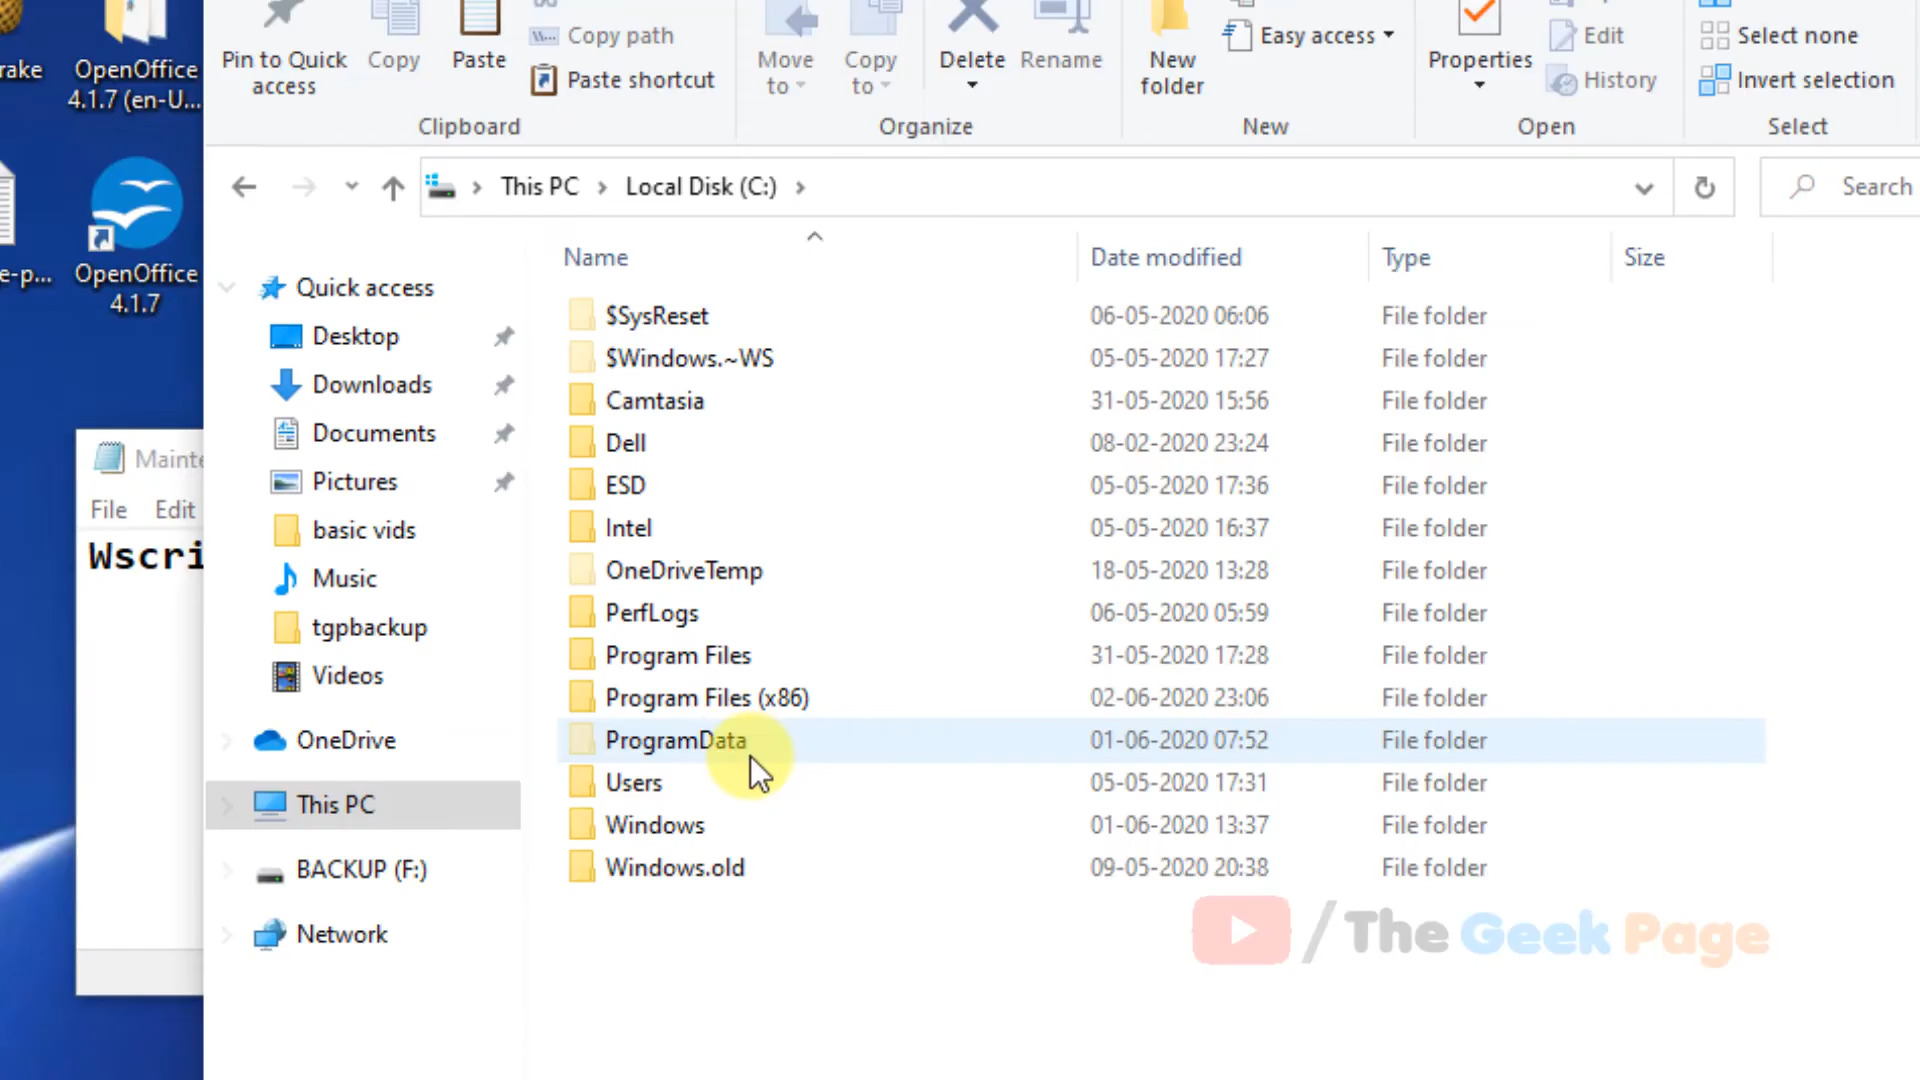 rake
OpenOffice
4.1.7 (en-U...
e-p...
OpenOffice
4.1.7
Mainte
File Edit
Wscri
Pin to Quick
access
Copy
Paste
Copy path
Paste shortcut
Clipboard
Move
to
Copy
to
Delete
Rename
Organize
New
folder
Easy access
New
Properties
Edit
History
Open
Select none
Invert selection
Select
This PC > Local Disk (C:) >
Search
Quick access
Desktop
Downloads
Documents
Pictures
basic vids
Music
tgpbackup
Videos
OneDrive
This PC
BACKUP (F:)
Network
Name Date modified Type Size
$SysReset 06-05-2020 06:06 File folder
$Windows.~WS 05-05-2020 17:27 File folder
Camtasia 31-05-2020 15:56 File folder
Dell 08-02-2020 23:24 File folder
ESD 05-05-2020 17:36 File folder
Intel 05-05-2020 16:37 File folder
OneDriveTemp 18-05-2020 13:28 File folder
PerfLogs 06-05-2020 05:59 File folder
Program Files 31-05-2020 17:28 File folder
Program Files (x86) 02-06-2020 23:06 File folder
ProgramData 01-06-2020 07:52 File folder
Users 05-05-2020 17:31 File folder
Windows 01-06-2020 13:37 File folder
Windows.old 09-05-2020 20:38 File folder
/ The Geek Page